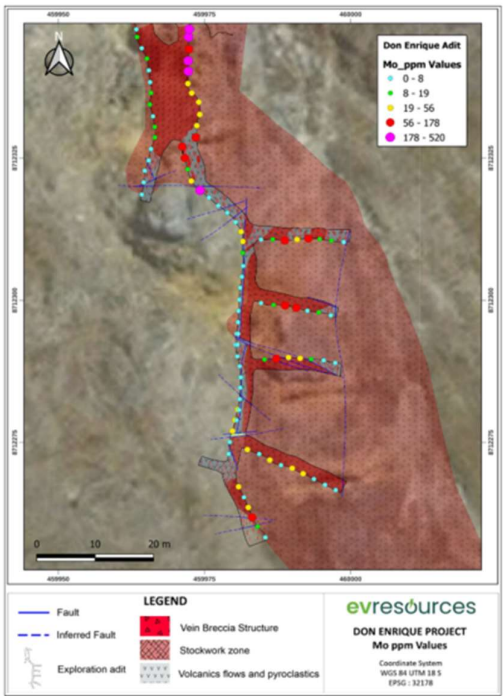 459950
459975
460000
N
Don Enrique Adit
Mo_ppm Values
0 - 8
8 - 19
19 - 56
56 - 178
178 - 520
8712325
8712325
8712300
8712300
8712275
8712275
0 10 20 m
459950
459975
460000
LEGEND
Fault
Inferred Fault
Exploration adit
Vein Breccia Structure
Stockwork zone
Volcanics flows and pyroclastics
evresources
DON ENRIQUE PROJECT
Mo ppm Values
Coordinate System
WGS 84 UTM 18 S
EPSG : 32178